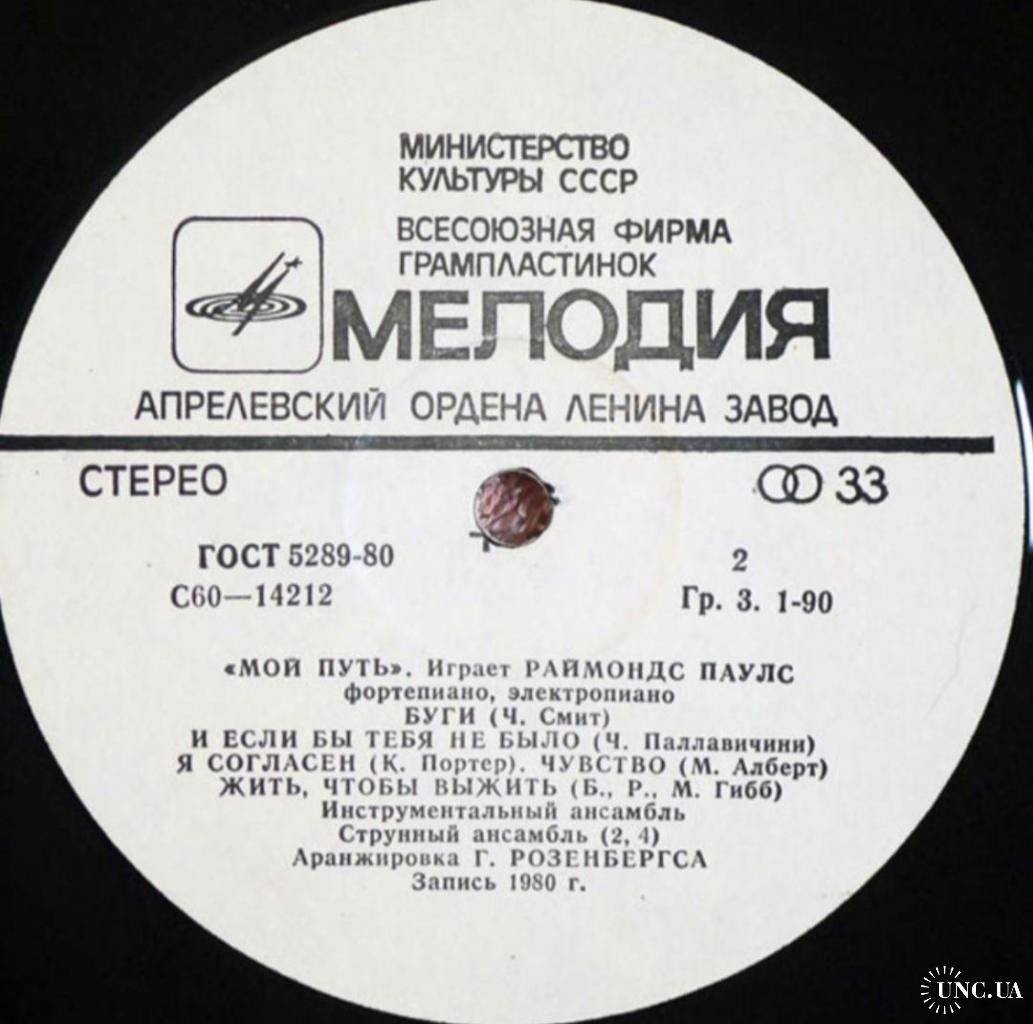 МИНИСТЕРСТВО
КУЛЬТУРЫ СССР
ВСЕСОЮЗНАЯ ФИРМА
ГРАМПЛАСТИНОК
МЕЛОДИЯ
АПРЕЛЕВСКИЙ ОРДЕНА ЛЕНИНА ЗАВОД
СТЕРЕО
33
ГОСТ 5289-80
2
С60—14212
Гр. 3. 1-90
«МОЙ ПУТЬ». Играет РАЙМОНДС ПАУЛС
фортепиано, электропиано
БУГИ (Ч. Смит)
И ЕСЛИ БЫ ТЕБЯ НЕ БЫЛО (Ч. Паллавичини)
Я СОГЛАСЕН (К. Портер). ЧУВСТВО (М. Алберт)
ЖИТЬ, ЧТОБЫ ВЫЖИТЬ (Б., Р., М. Гибб)
Инструментальный ансамбль
Струнный ансамбль (2, 4)
Аранжировка Г. РОЗЕНБЕРГСА
Запись 1980 г.
UNC.UA